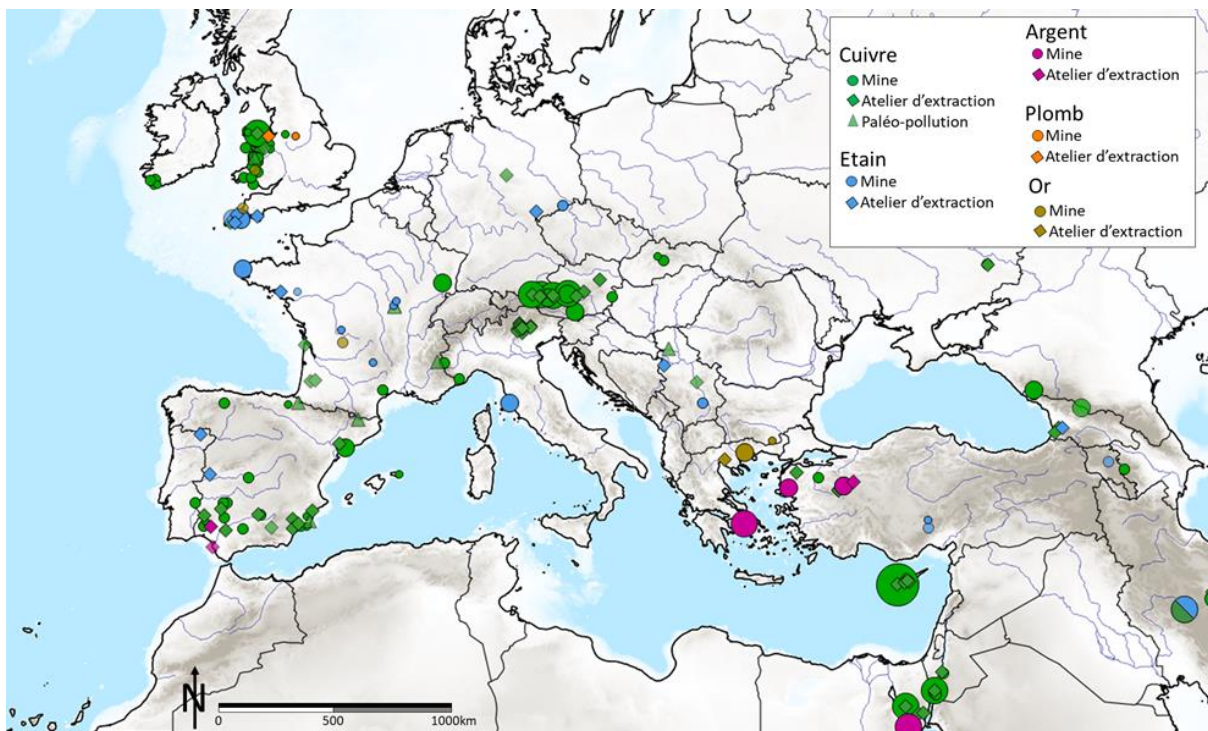 Cuivre
Mine
Atelier d'extraction
Paléo-pollution
Etain
Mine
Atelier d'extraction
Argent
Mine
Atelier d'extraction
Plomb
Mine
Atelier d'extraction
Or
Mine
Atelier d'extraction
N
0 500 1000km